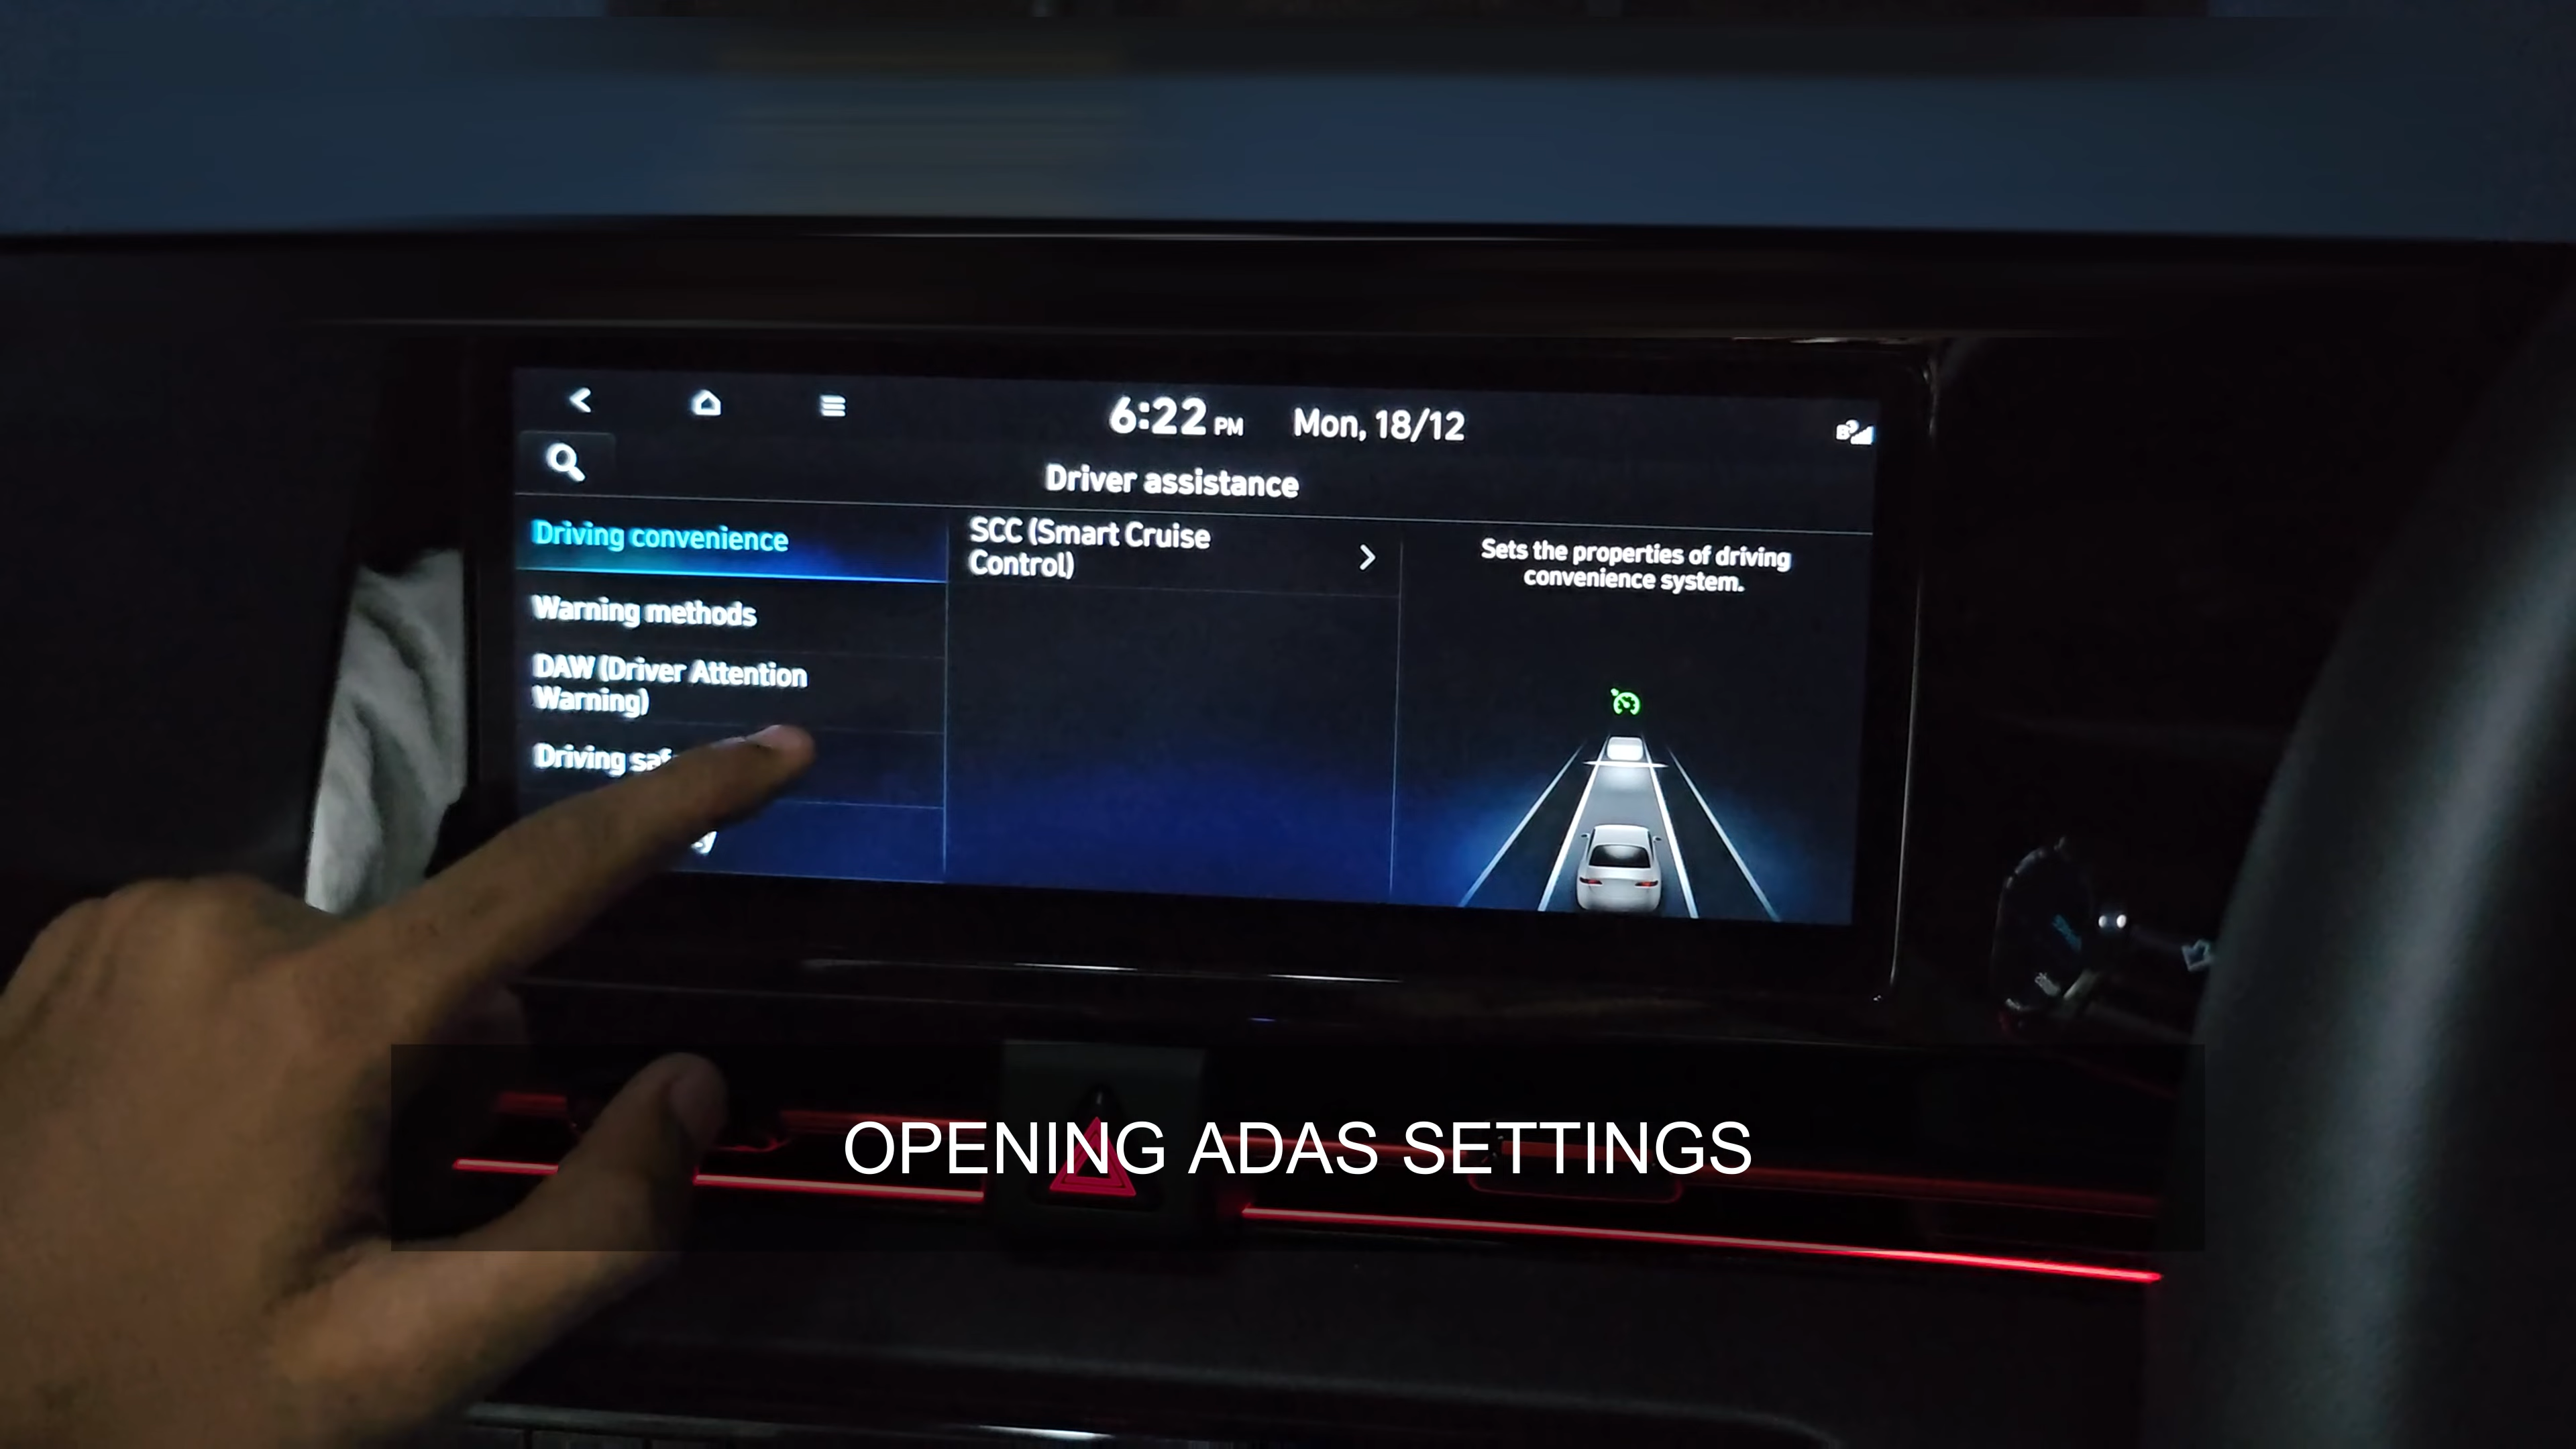 6:22 PM Mon, 18/12
Driver assistance
Driving convenience
SCC (Smart Cruise
Control)
Sets the properties of driving
convenience system.
Warning methods
DAW (Driver Attention
Warning)
Driving
OPENING ADAS SETTINGS